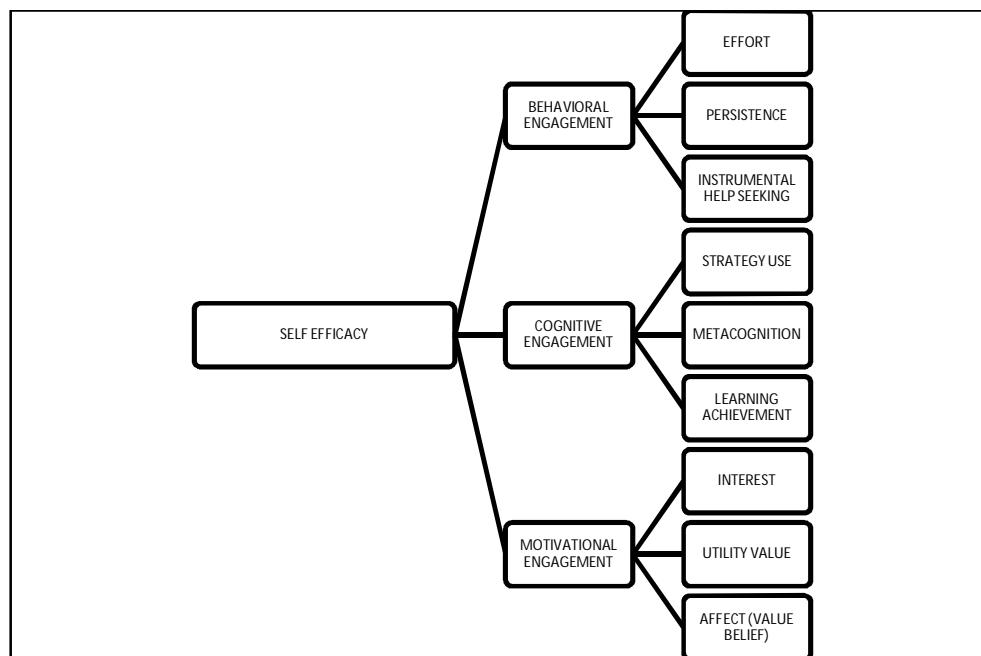 EFFORT
BEHAVIORAL
ENGAGEMENT
PERSISTENCE
INSTRUMENTAL
HELP SEEKING
STRATEGY USE
SELF EFFICACY
COGNITIVE
ENGAGEMENT
METACOGNITION
LEARNING
ACHIEVEMENT
INTEREST
MOTIVATIONAL
ENGAGEMENT
UTILITY VALUE
AFFECT (VALUE
BELIEF)